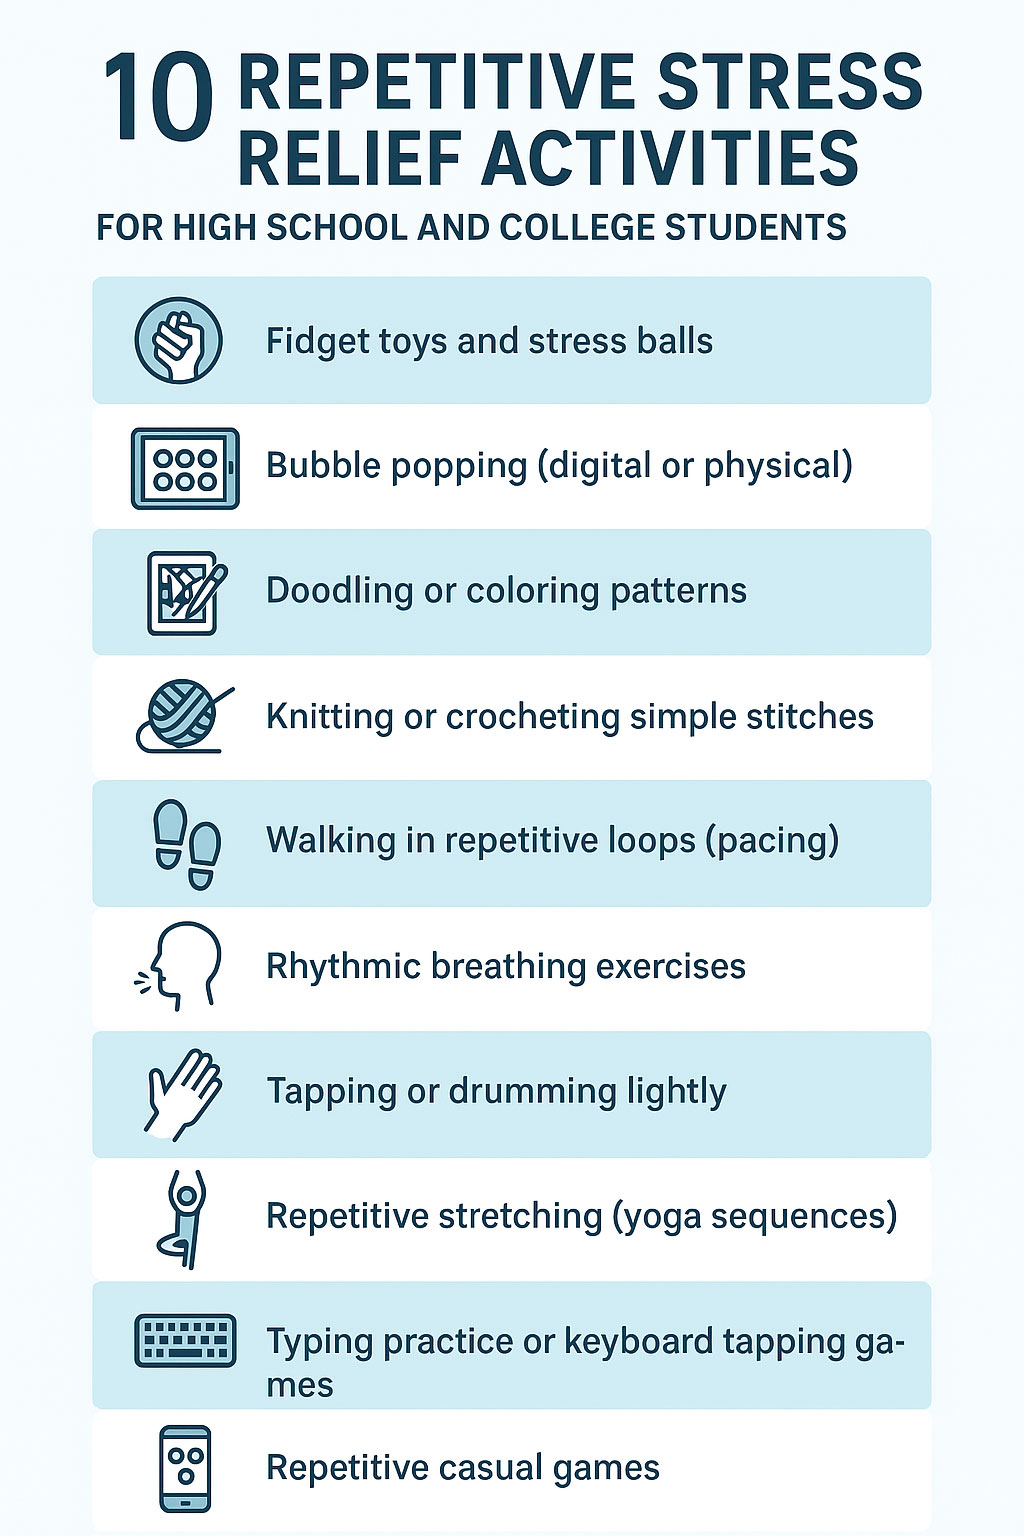 10 REPETITIVE STRESS
RELIEF ACTIVITIES
FOR HIGH SCHOOL AND COLLEGE STUDENTS
Fidget toys and stress balls
Bubble popping (digital or physical)
Doodling or coloring patterns
Knitting or crocheting simple stitches
Walking in repetitive loops (pacing)
Rhythmic breathing exercises
Tapping or drumming lightly
Repetitive stretching (yoga sequences)
Typing practice or keyboard tapping ga-
mes
Repetitive casual games